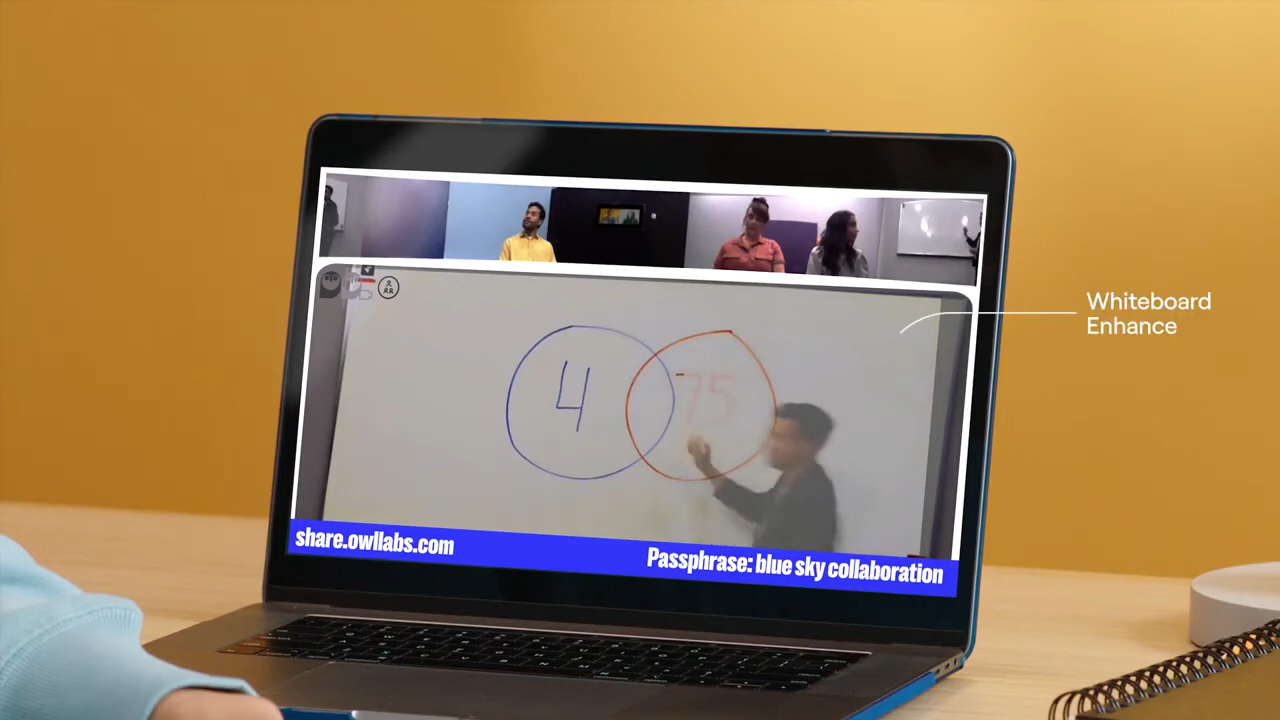 Whiteboard
Enhance
4
75
share.owllabs.com
Passphrase: blue sky collaboration